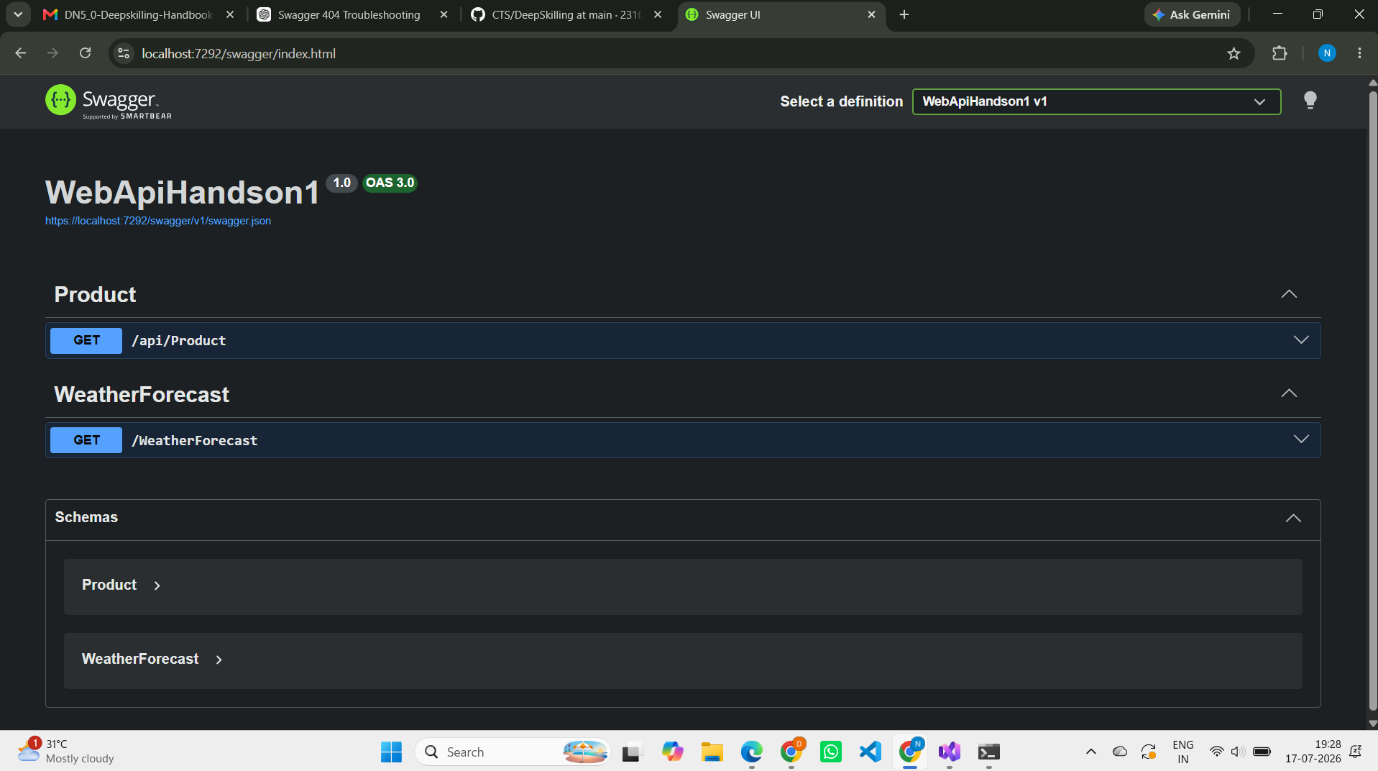 DN5_0-Deepskilling-Handbook
Swagger 404 Troubleshooting
CTS/DeepSkilling at main · 231
Swagger UI
Ask Gemini
localhost:7292/swagger/index.html
N
Swagger
Supported by SMARTBEAR
Select a definition
WebApiHandson1 v1
WebApiHandson1 1.0 OAS 3.0
https://localhost:7292/swagger/v1/swagger.json
Product
GET /api/Product
WeatherForecast
GET /WeatherForecast
Schemas
Product
WeatherForecast
1
31°C
Mostly cloudy
Search
ENG
IN
19:28
17-07-2026